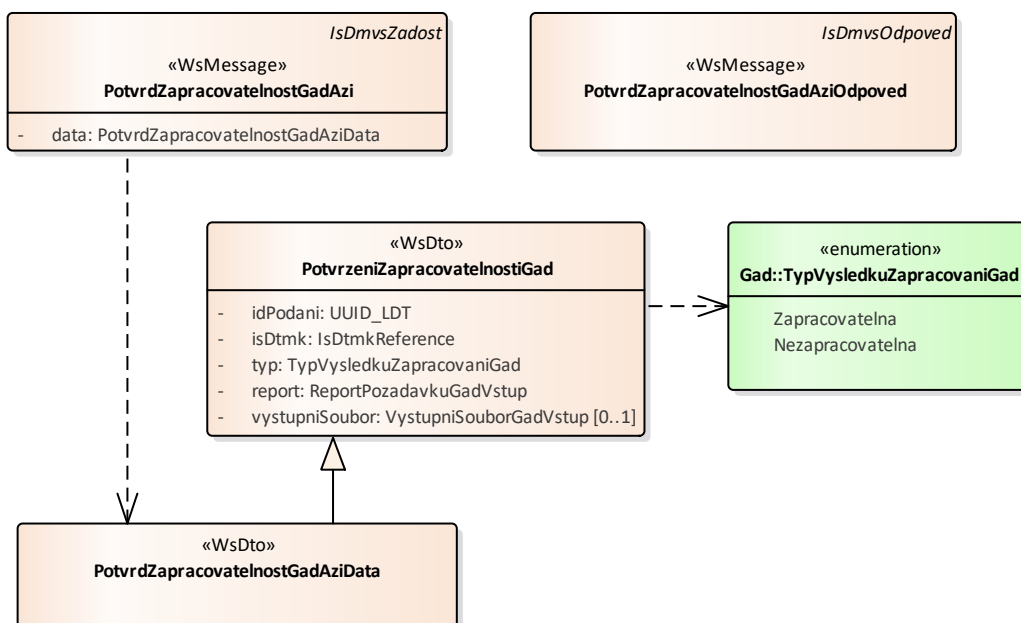 IsDmvsZadost
«WsMessage»
PotvrdZapracovatelnostGadAzi
- data: PotvrdZapracovatelnostGadAziData
IsDmvsOdpoved
«WsMessage»
PotvrdZapracovatelnostGadAziOdpoved
«WsDto»
PotvrzeniZapracovatelnostiGad
- idPodani: UUID_LDT
- isDtmk: IsDtmkReference
- typ: TypVysledkuZapracovaniGad
- report: ReportPozadavkuGadVstup
- vystupniSoubor: VystupniSouborGadVstup [0..1]
«enumeration»
Gad::TypVysledkuZapracovaniGad
Zapracovatelna
Nezapracovatelna
«WsDto»
PotvrdZapracovatelnostGadAziData